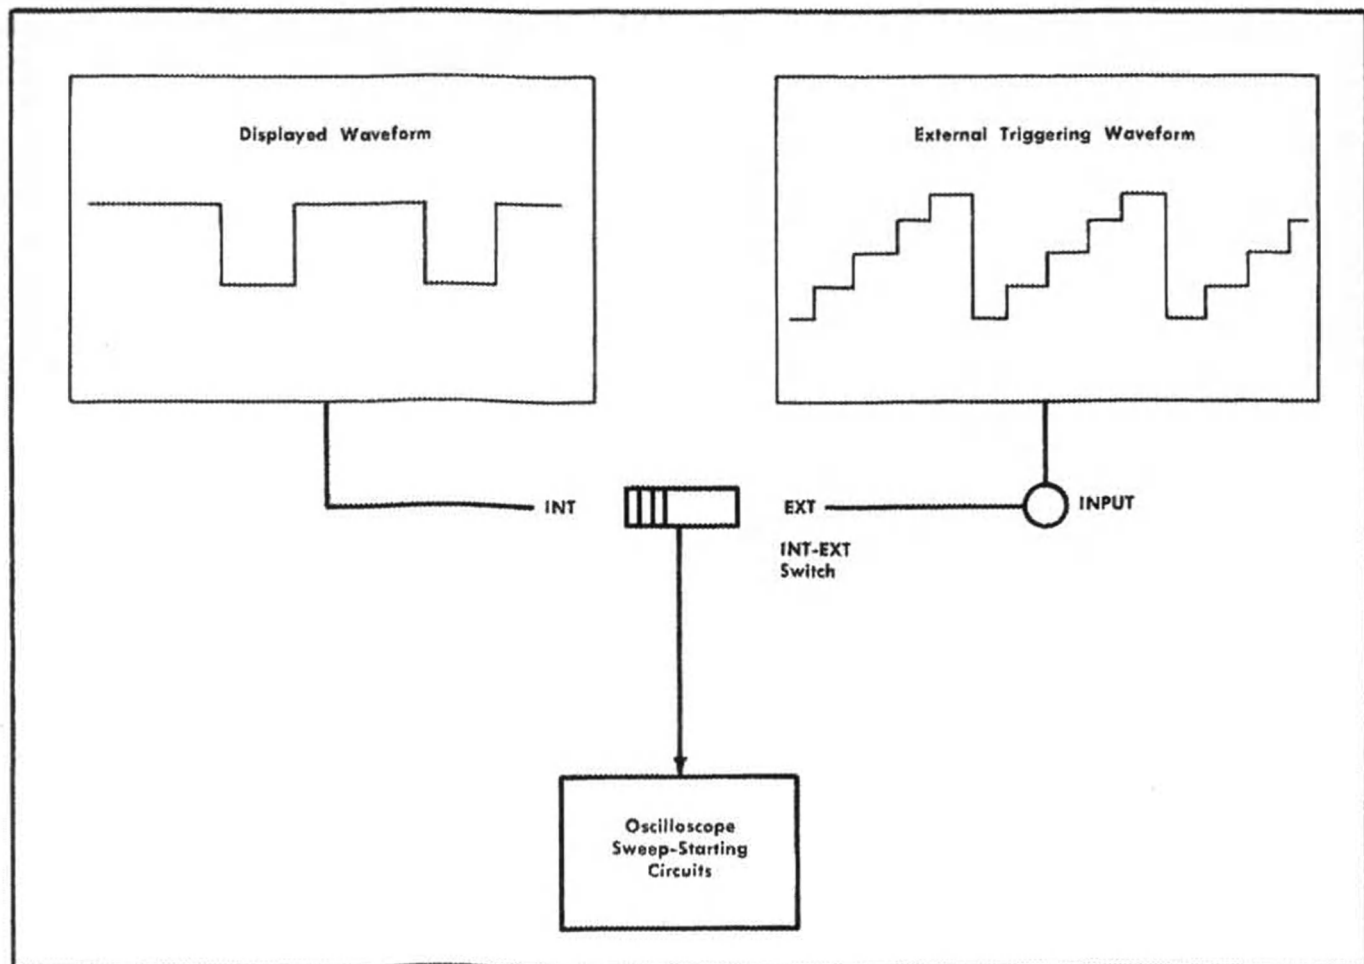 Displayed Waveform
External Triggering Waveform
INT
EXT
INPUT
INT-EXT
Switch
Oscilloscope
Sweep-Starting
Circuits